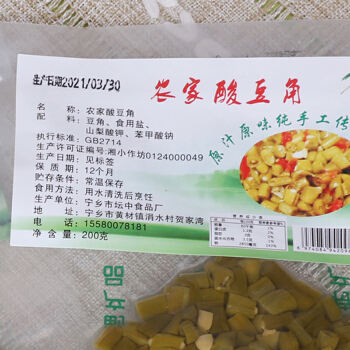 生产日期2021/03/30
农家酸豆角
原汁原味纯手工传
名称：农家酸豆角
配料：豆角、食用盐、
山梨酸钾、苯甲酸钠
执行标准：GB2714
生产许可证编号：湘小作坊0124000049
生产日期：见标签
保质期：12个月
贮存条件：常温保存
食用方法：用水清洗后烹饪
生产者：宁乡市坛中食品厂
地址：宁乡市黄材镇涓水村贺家湾
电话：15580078181
净含量：200克